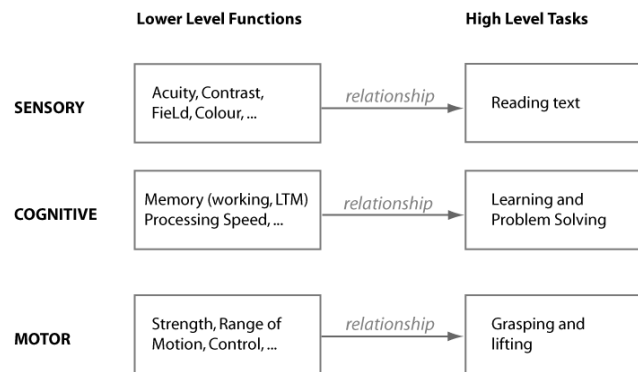 Lower Level Functions
High Level Tasks
SENSORY
Acuity, Contrast,
FieLd, Colour, ...
relationship
Reading text
COGNITIVE
Memory (working, LTM)
Processing Speed, ...
relationship
Learning and
Problem Solving
MOTOR
Strength, Range of
Motion, Control, ...
relationship
Grasping and
lifting